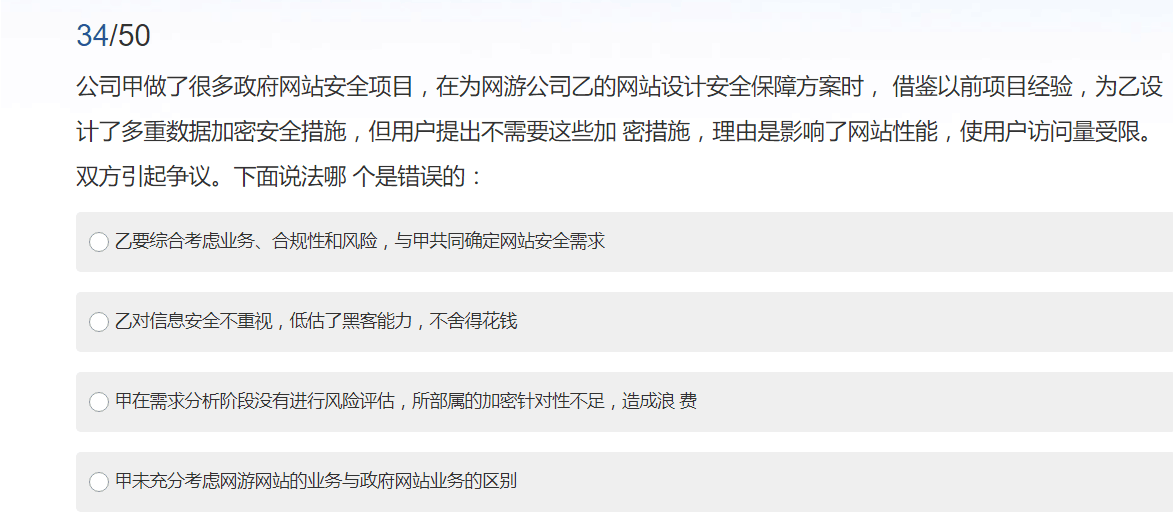 34/50
公司甲做了很多政府网站安全项目，在为网游公司乙的网站设计安全保障方案时， 借鉴以前项目经验，为乙设
计了多重数据加密安全措施，但用户提出不需要这些加 密措施，理由是影响了网站性能，使用户访问量受限。
双方引起争议。下面说法哪 个是错误的：
乙要综合考虑业务、合规性和风险，与甲共同确定网站安全需求
乙对信息安全不重视，低估了黑客能力，不舍得花钱
甲在需求分析阶段没有进行风险评估，所部属的加密针对性不足，造成浪 费
甲未充分考虑网游网站的业务与政府网站业务的区别